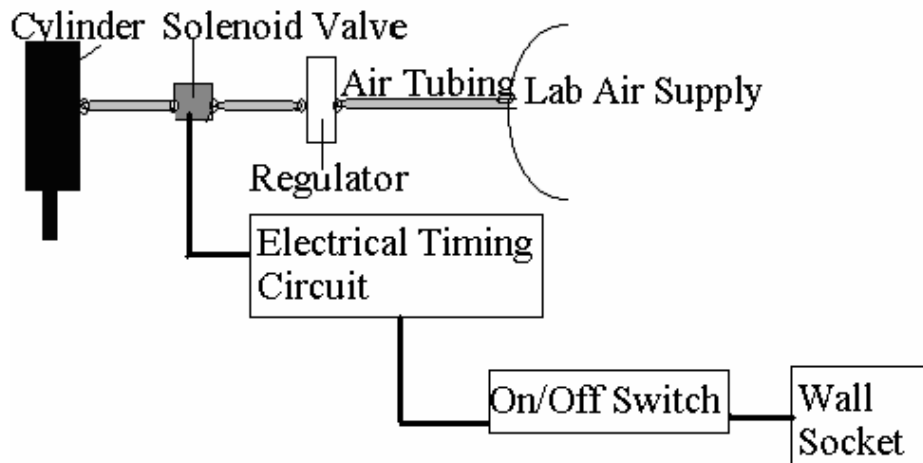 Cylinder Solenoid Valve
Air Tubing
Lab Air Supply
Regulator
Electrical Timing
Circuit
On/Off Switch
Wall
Socket